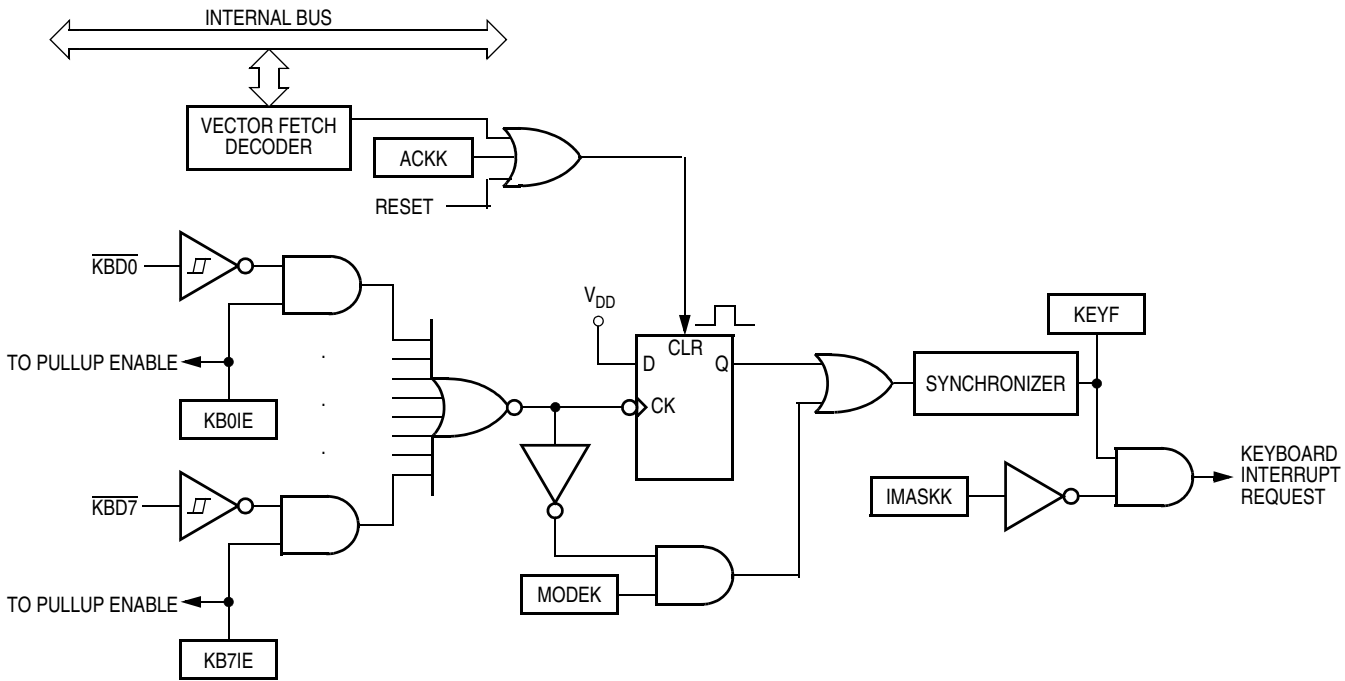 INTERNAL BUS
VECTOR FETCH
DECODER
ACKK
RESET
KBD0
TO PULLUP ENABLE
KB0IE
KBD7
TO PULLUP ENABLE
KB7IE
VDD
CLR
D
Q
CK
MODEK
SYNCHRONIZER
KEYF
IMASKK
KEYBOARD
INTERRUPT
REQUEST